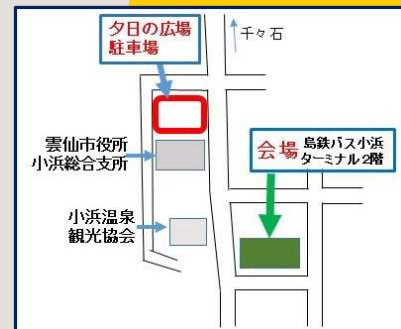 夕日の広場
駐車場
千々石
雲仙市役所
小浜総合支所
会場 島鉄バス小浜
ターミナル2階
小浜温泉
観光協会